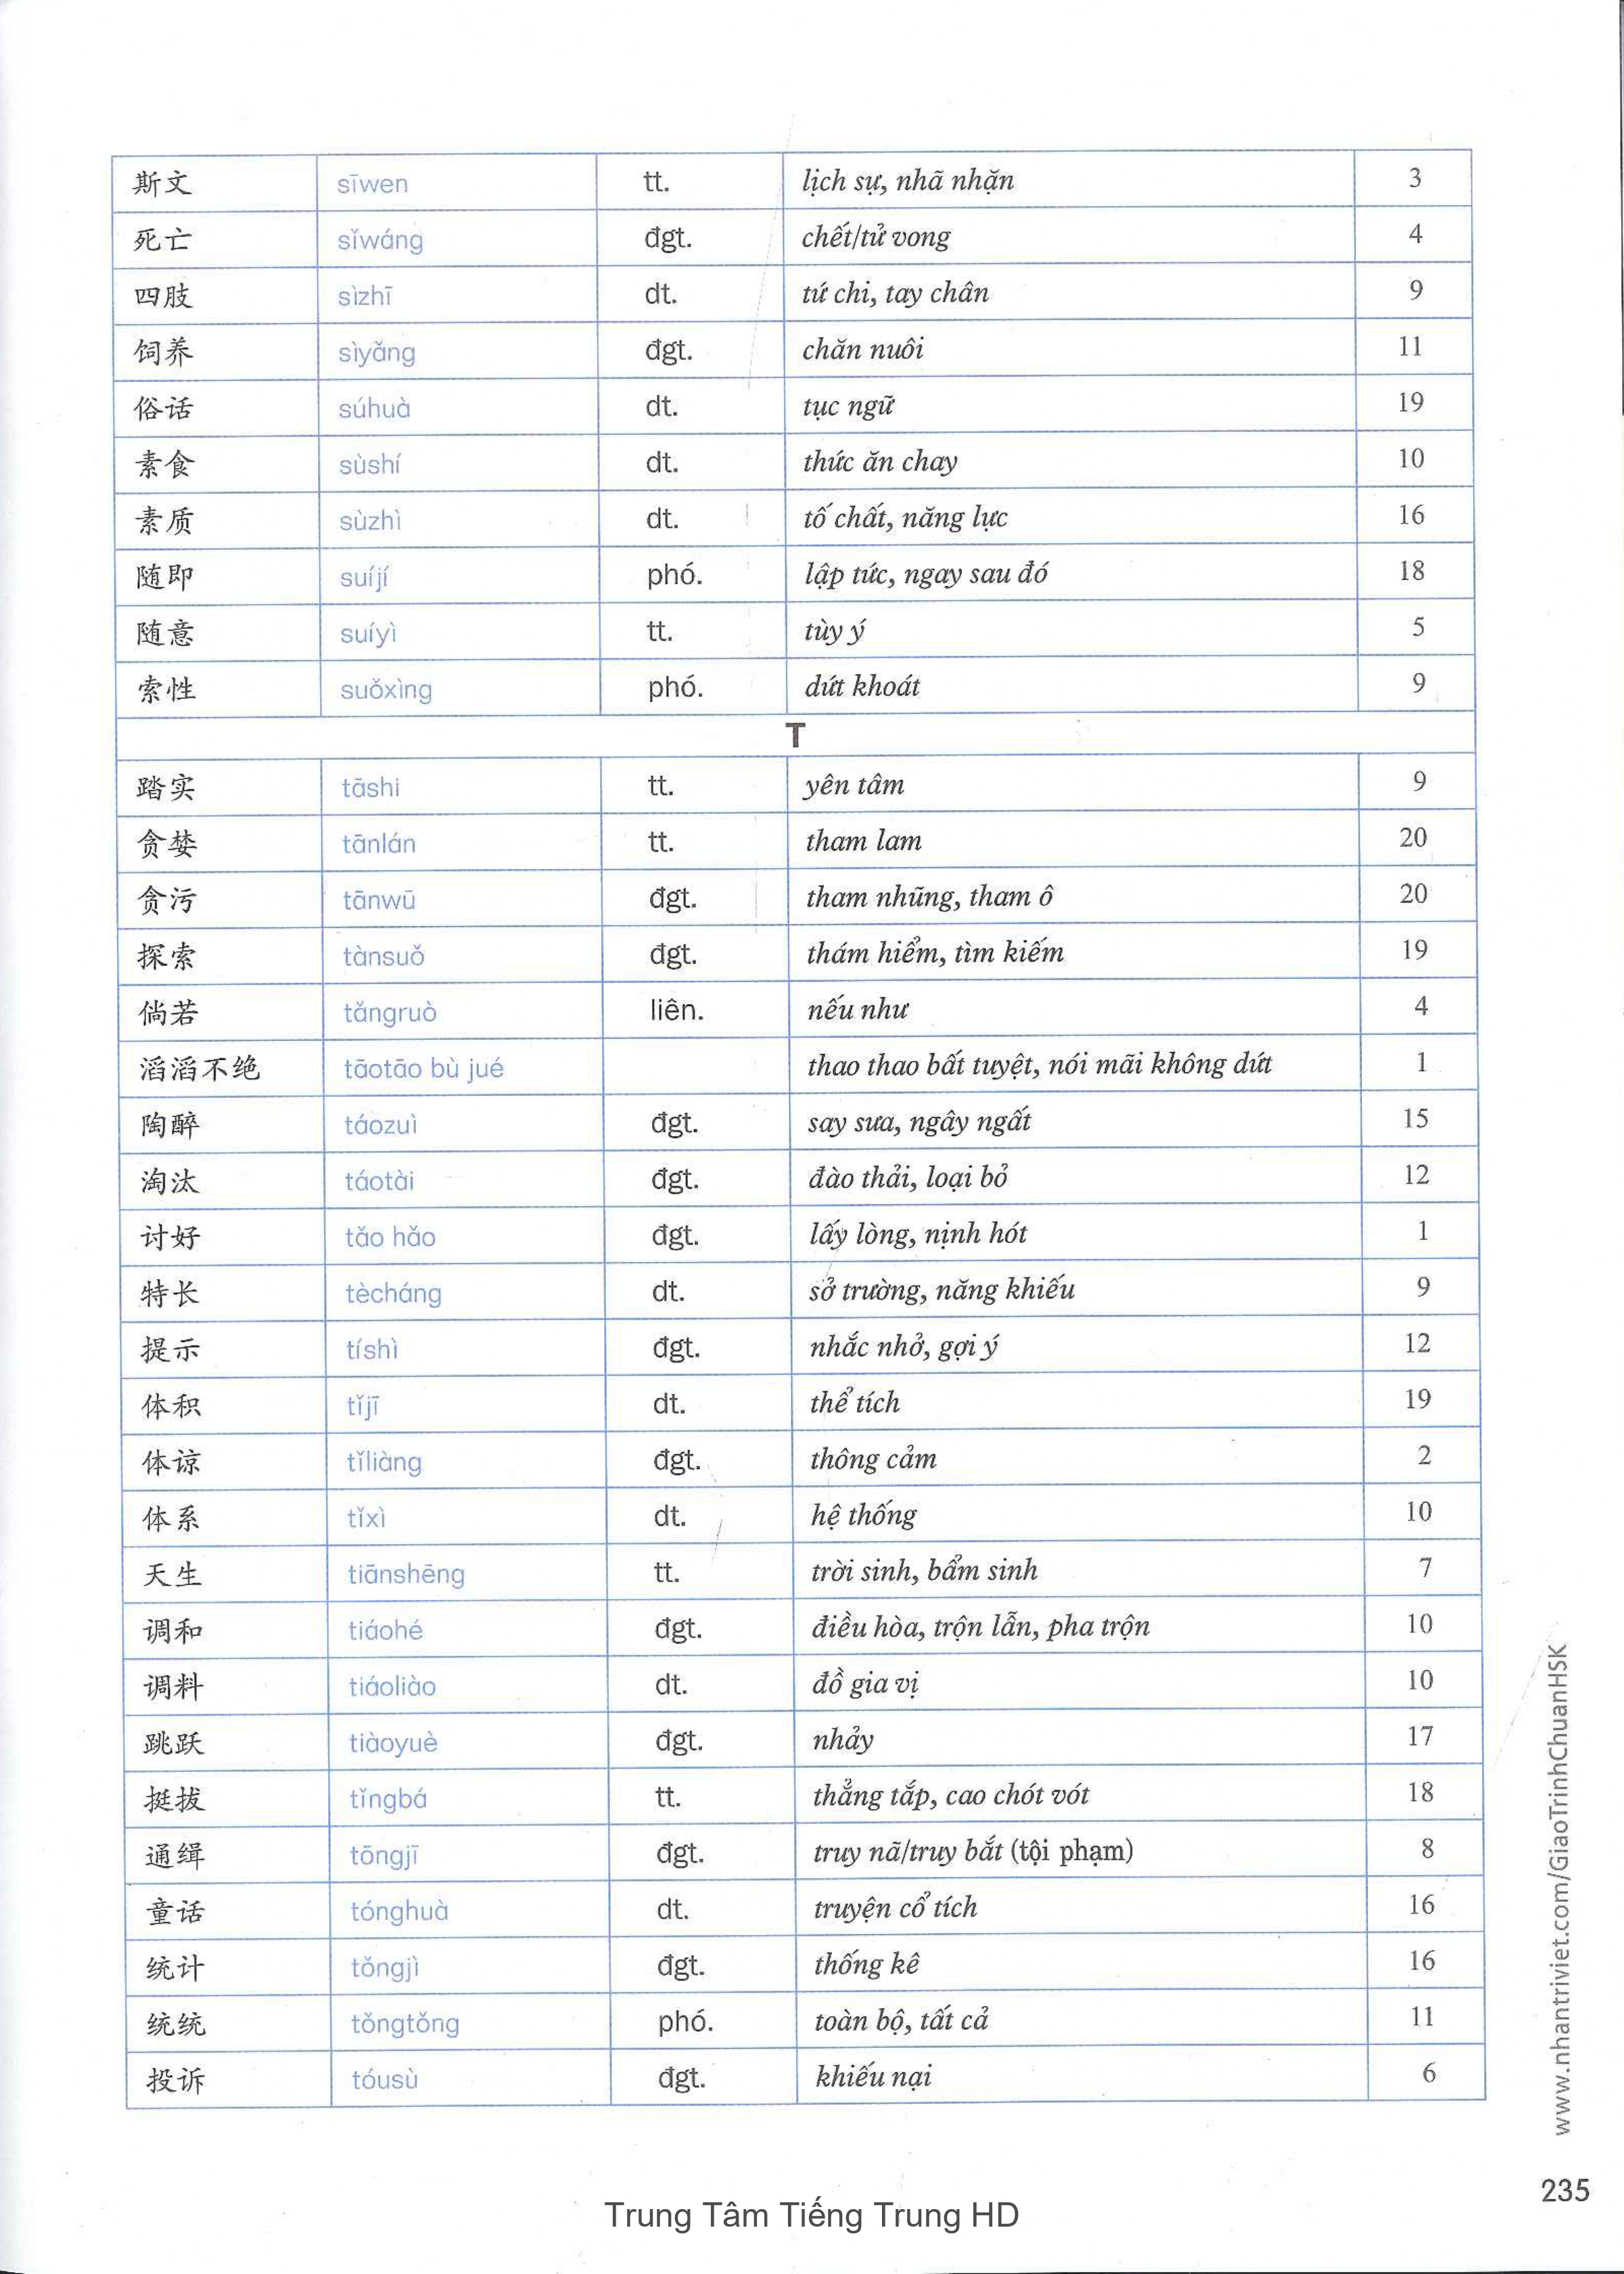 斯文 sīwen tt. lịch sự, nhã nhặn 3
死亡 sǐwáng đgt. chết/tử vong 4
四肢 sìzhī dt. tứ chi, tay chân 9
饲养 sìyǎng đgt. chăn nuôi 11
俗话 súhuà dt. tục ngữ 19
素食 sùshí dt. thức ăn chay 10
素质 sùzhì dt. tố chất, năng lực 16
随即 suíjí phó. lập tức, ngay sau đó 18
随意 suíyì tt. tùy ý 5
索性 suǒxìng phó. dứt khoát 9
T
踏实 tāshi tt. yên tâm 9
贪婪 tānlán tt. tham lam 20
贪污 tānwū đgt. tham nhũng, tham ô 20
探索 tànsuǒ đgt. thám hiểm, tìm kiếm 19
倘若 tǎngruò liên. nếu như 4
滔滔不绝 tāotāo bù jué thao thao bất tuyệt, nói mãi không dứt 1
陶醉 táozuì đgt. say sưa, ngây ngất 15
淘汰 táotài đgt. đào thải, loại bỏ 12
讨好 tǎo hǎo đgt. lấy lòng, nịnh hót 1
特长 tècháng dt. sở trường, năng khiếu 9
提示 tíshì đgt. nhắc nhở, gợi ý 12
体积 tǐjī dt. thể tích 19
体谅 tǐliàng đgt. thông cảm 2
体系 tǐxì dt. hệ thống 10
天生 tiānshēng tt. trời sinh, bẩm sinh 7
调和 tiáohé đgt. điều hòa, trộn lẫn, pha trộn 10
调料 tiáoliào dt. đồ gia vị 10
跳跃 tiàoyuè đgt. nhảy 17
挺拔 tǐngbá tt. thẳng tắp, cao chót vót 18
通缉 tōngjī đgt. truy nã/truy bắt (tội phạm) 8
童话 tónghuà dt. truyện cổ tích 16
统计 tǒngjì đgt. thống kê 16
统统 tǒngtǒng phó. toàn bộ, tất cả 11
投诉 tóusù đgt. khiếu nại 6
www.nhantriviet.com/GiaoTrinhChuanHSK
235
Trung Tâm Tiếng Trung HD